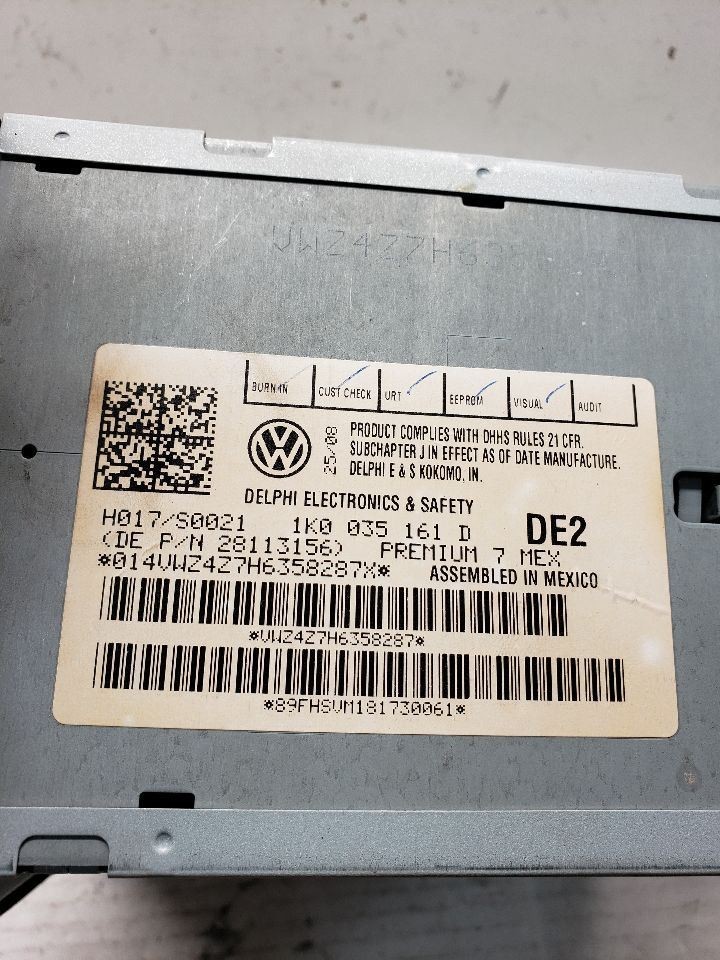 VWZ4Z7H63
BURN-IN CUST CHECK URT EEPROM VISUAL AUDIT
25/08
PRODUCT COMPLIES WITH DHHS RULES 21 CFR.
SUBCHAPTER J IN EFFECT AS OF DATE MANUFACTURE.
DELPHI E & S KOKOMO, IN.
DELPHI ELECTRONICS & SAFETY
H017/S0021 1K0 035 161 D DE2
(DE P/N 28113156) PREMIUM 7 MEX
*014VWZ4Z7H6358287X* ASSEMBLED IN MEXICO
*VWZ4Z7H6358287*
*89FHSVM181730061*